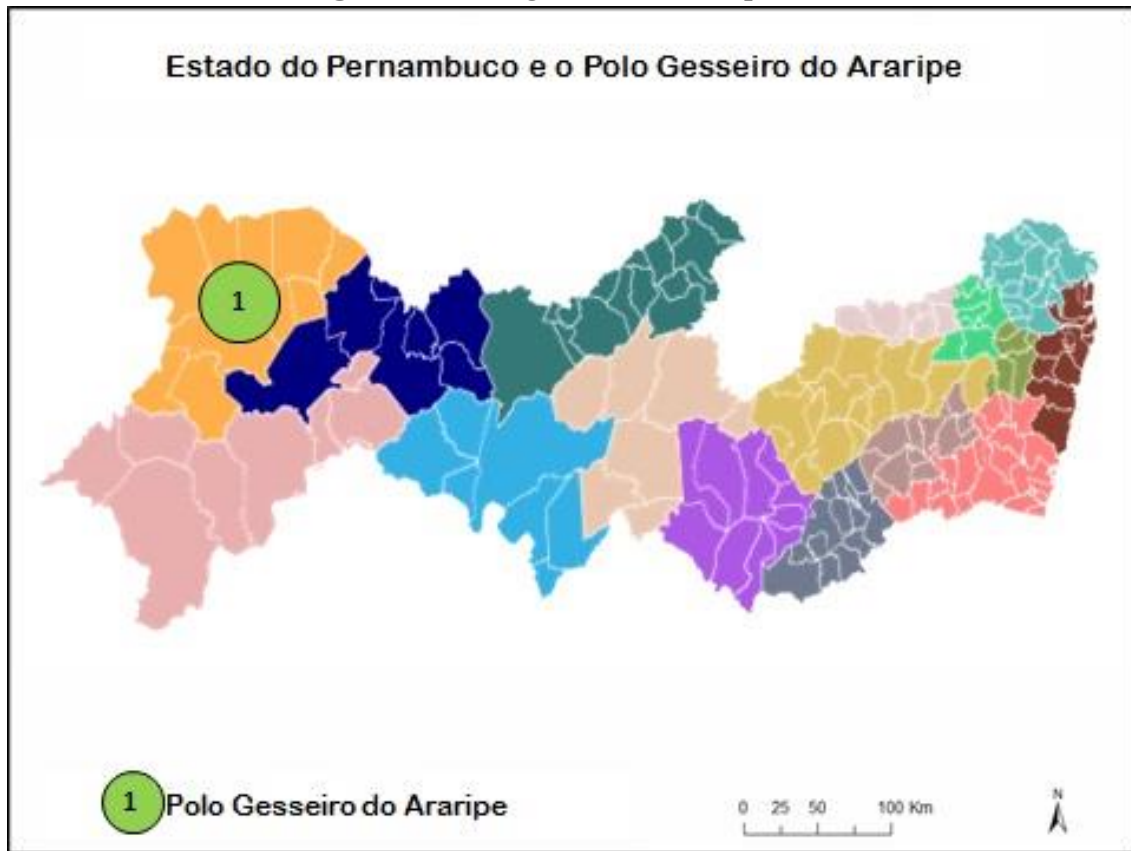 Estado do Pernambuco e o Polo Gesseiro do Araripe
1
1 Polo Gesseiro do Araripe
0 25 50 100 Km
N